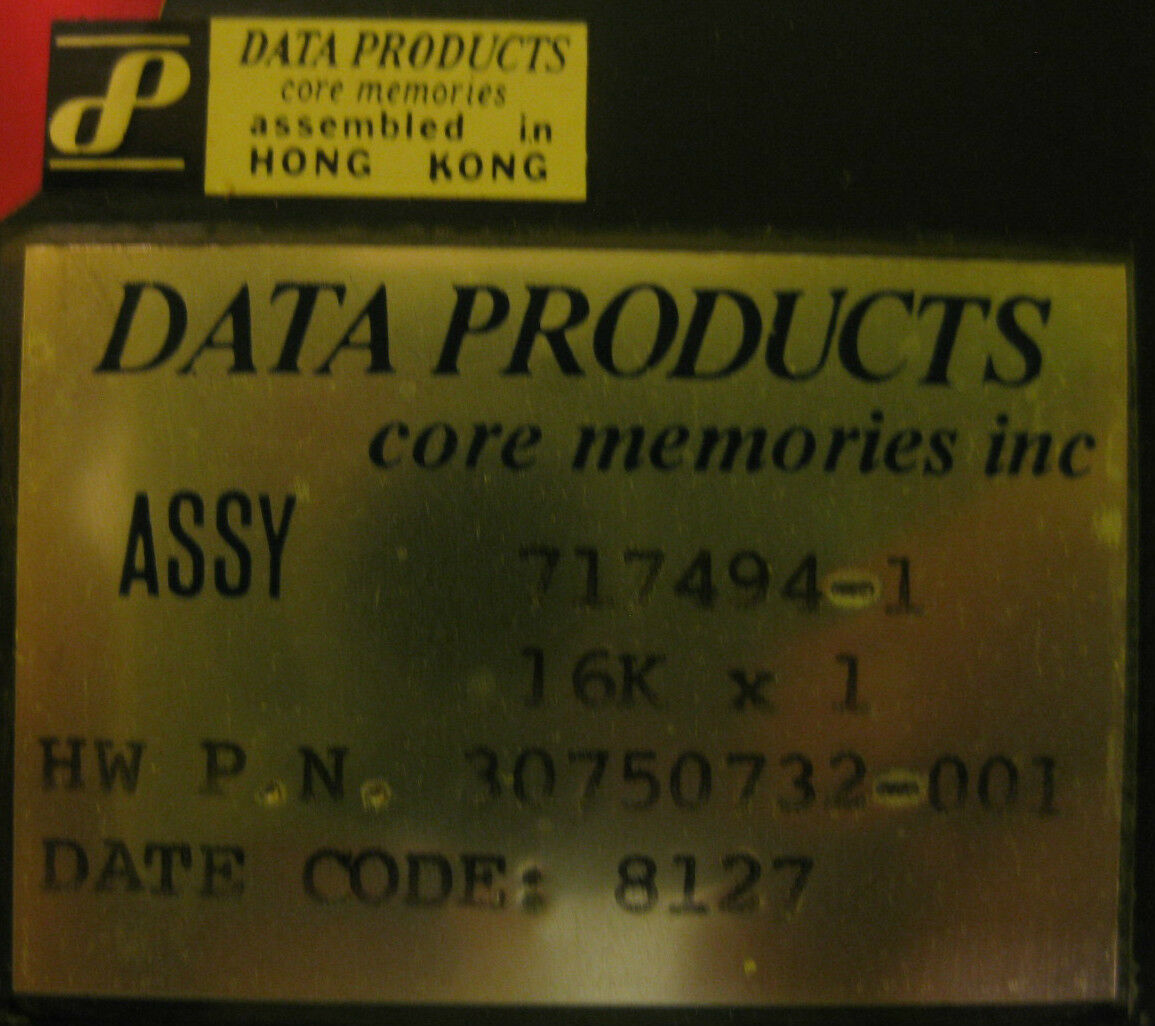 dp
DATA PRODUCTS
core memories
assembled in
HONG KONG
DATA PRODUCTS
core memories inc
ASSY 717494-1
16K x 1
HW P.N. 30750732-001
DATE CODE: 8127